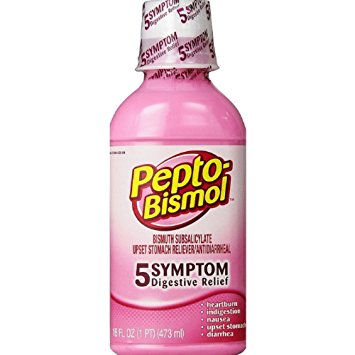 5 SYMPTOM
Digestive Relief
Pepto-
Bismol™
BISMUTH SUBSALICYLATE
UPSET STOMACH RELIEVER/ANTIDIARRHEAL
5 SYMPTOM
Digestive Relief
• heartburn
• indigestion
• nausea
• upset stomach
• diarrhea
16 FL OZ (1 PT) (473 ml)